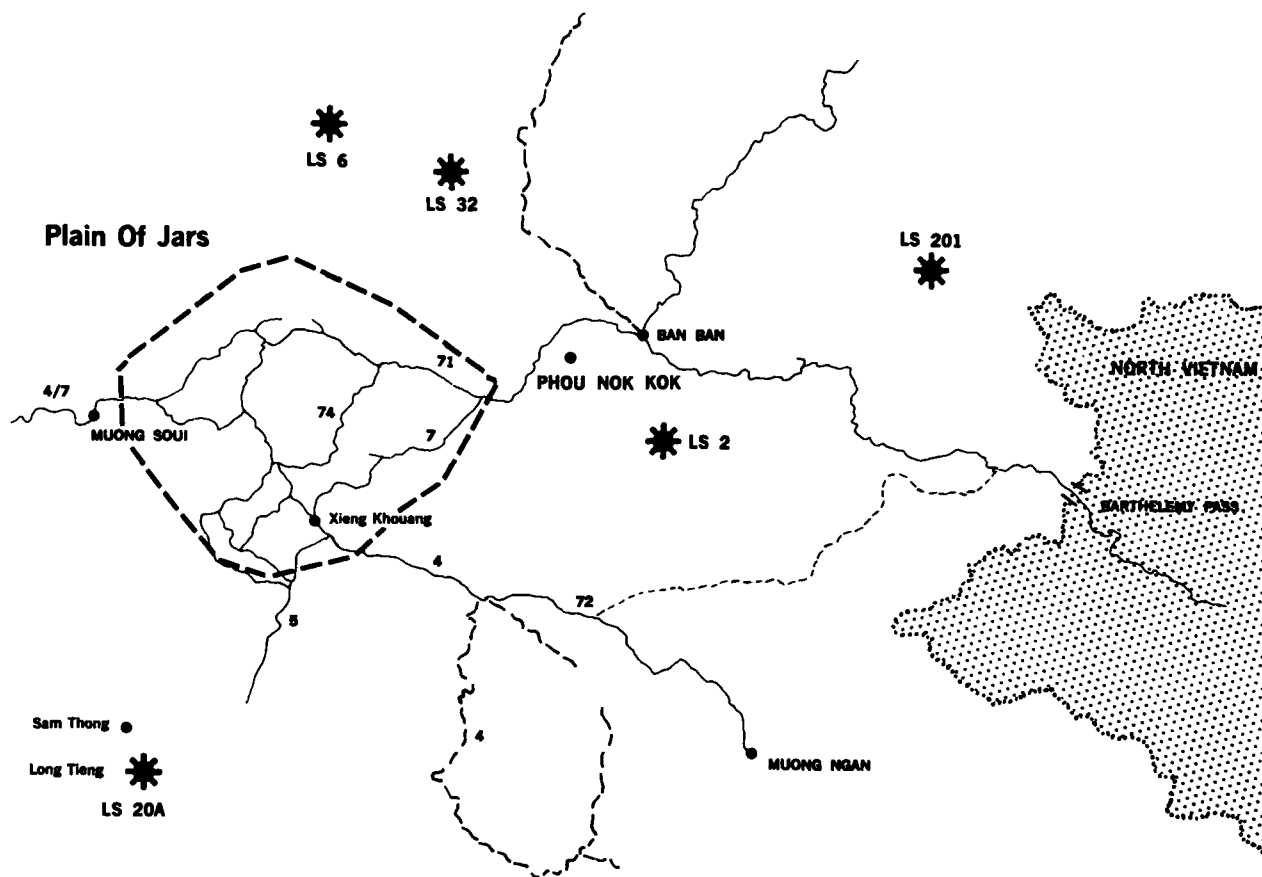 LS 6
LS 32
Plain Of Jars
LS 201
BAN BAN
71
PHOU NOK KOK
NORTH VIETNAM
4/7
74
MUONG SOUI
7
LS 2
Xieng Khouang
BARTHELEMY PASS
4
72
5
Sam Thong
4
Long Tieng
MUONG NGAN
LS 20A